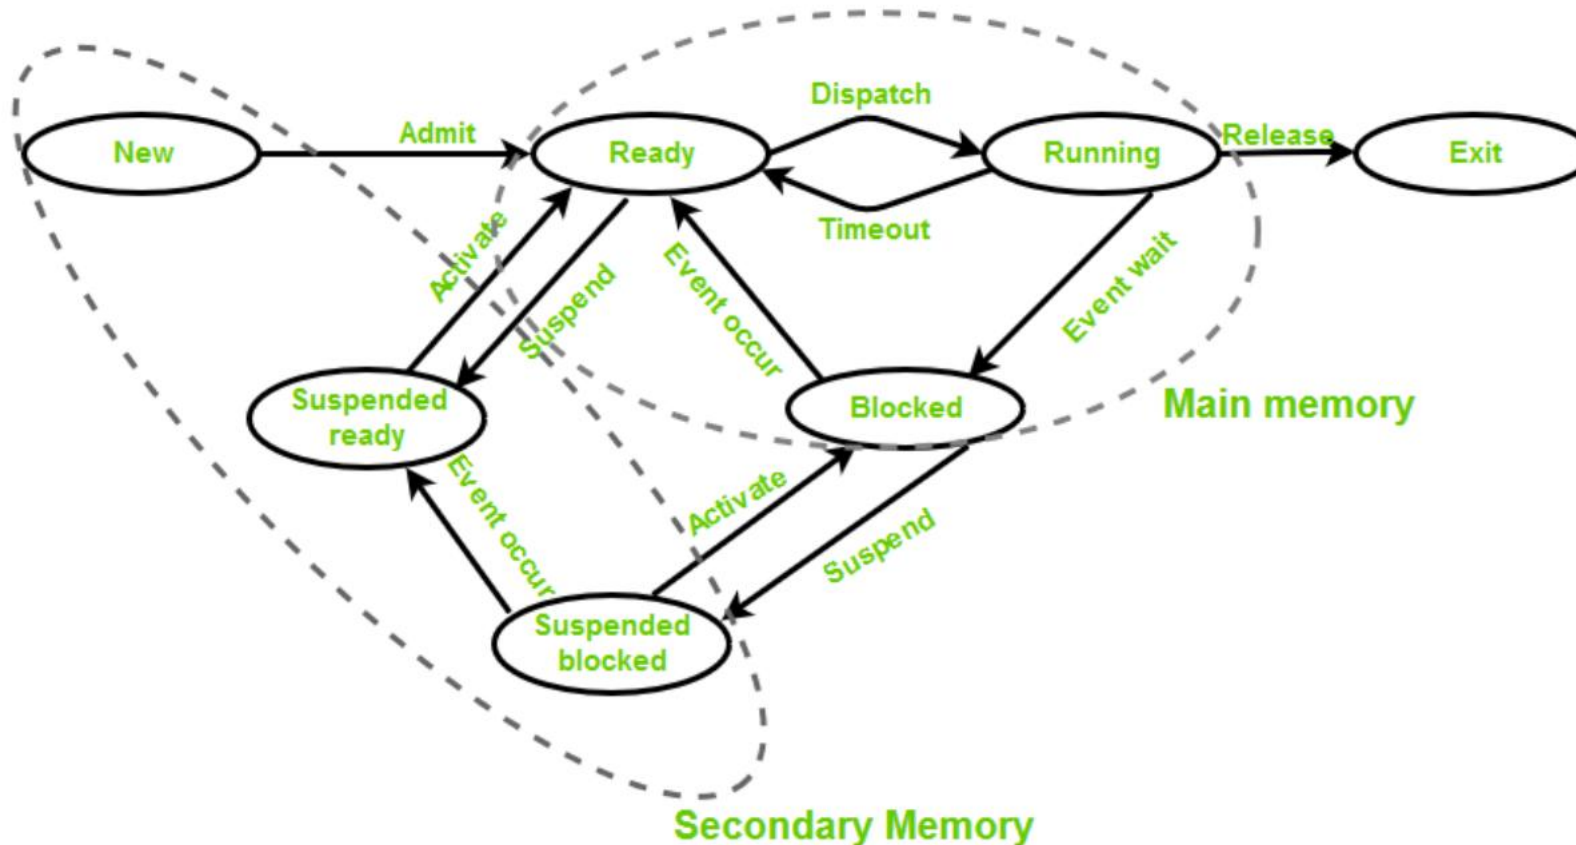 Dispatch
Admit
Release
New
Ready
Running
Exit
Timeout
Activate
Suspend
Event occur
Event wait
Suspended
ready
Blocked
Main memory
Event occur
Activate
Suspend
Suspended
blocked
Secondary Memory